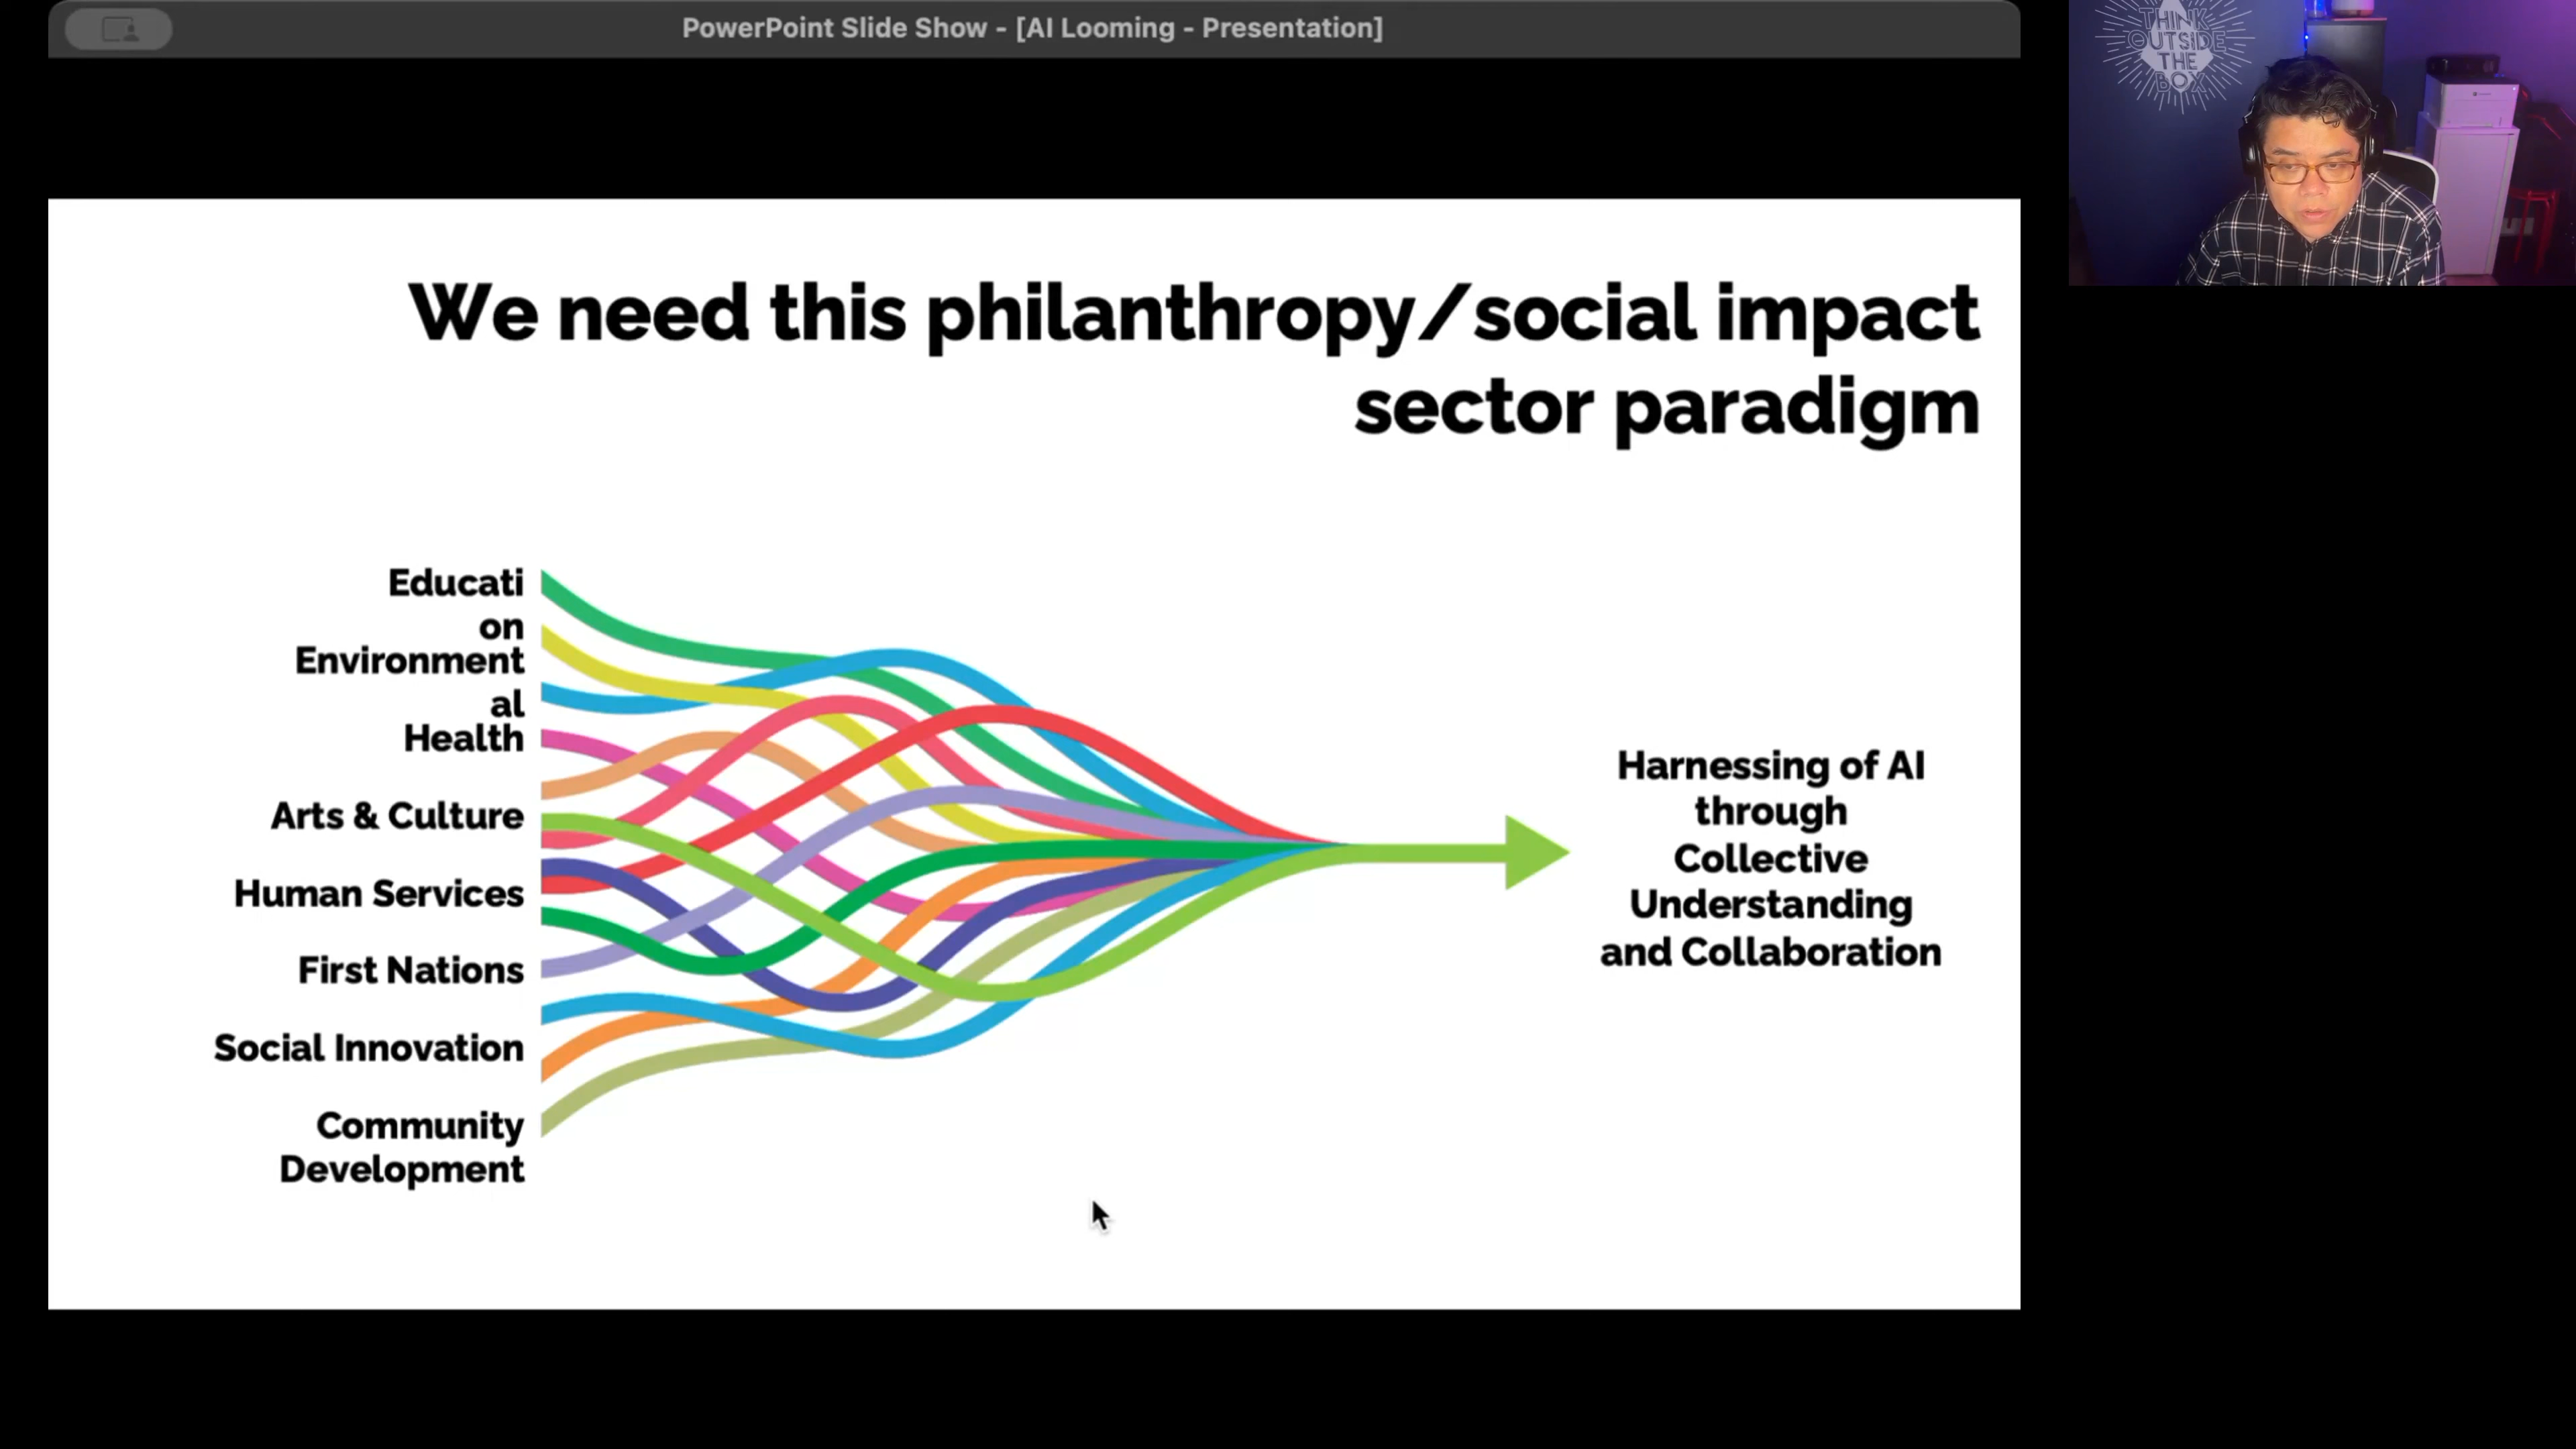 PowerPoint Slide Show - [AI Looming - Presentation]
THINK
OUTSIDE
THE
BOX
We need this philanthropy/social impact
sector paradigm
Educati
on
Environment
al
Health
Arts & Culture
Human Services
First Nations
Social Innovation
Community
Development
Harnessing of AI
through
Collective
Understanding
and Collaboration